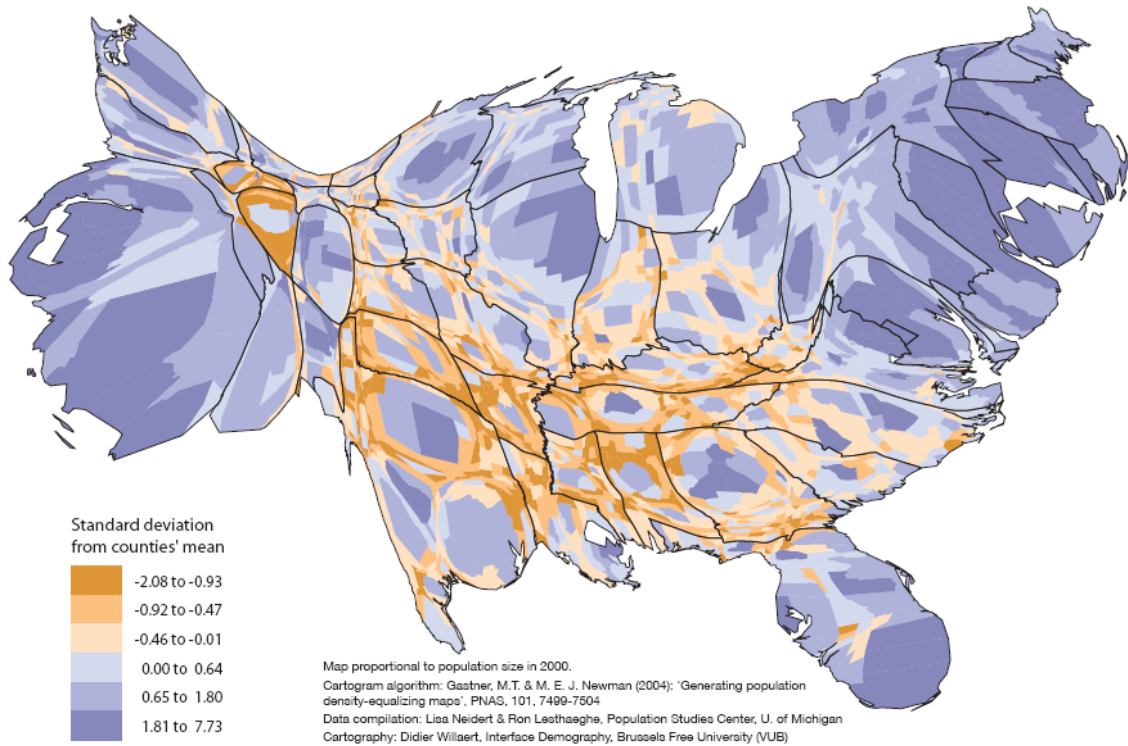 Standard deviation
from counties' mean
-2.08 to -0.93
-0.92 to -0.47
-0.46 to -0.01
0.00 to 0.64
0.65 to 1.80
1.81 to 7.73
Map proportional to population size in 2000.
Cartogram algorithm: Gastner, M.T. & M. E. J. Newman (2004): 'Generating population
density-equalizing maps', PNAS, 101, 7499-7504
Data compilation: Lisa Neidert & Ron Lesthaeghe, Population Studies Center, U. of Michigan
Cartography: Didier Willaert, Interface Demography, Brussels Free University (VUB)